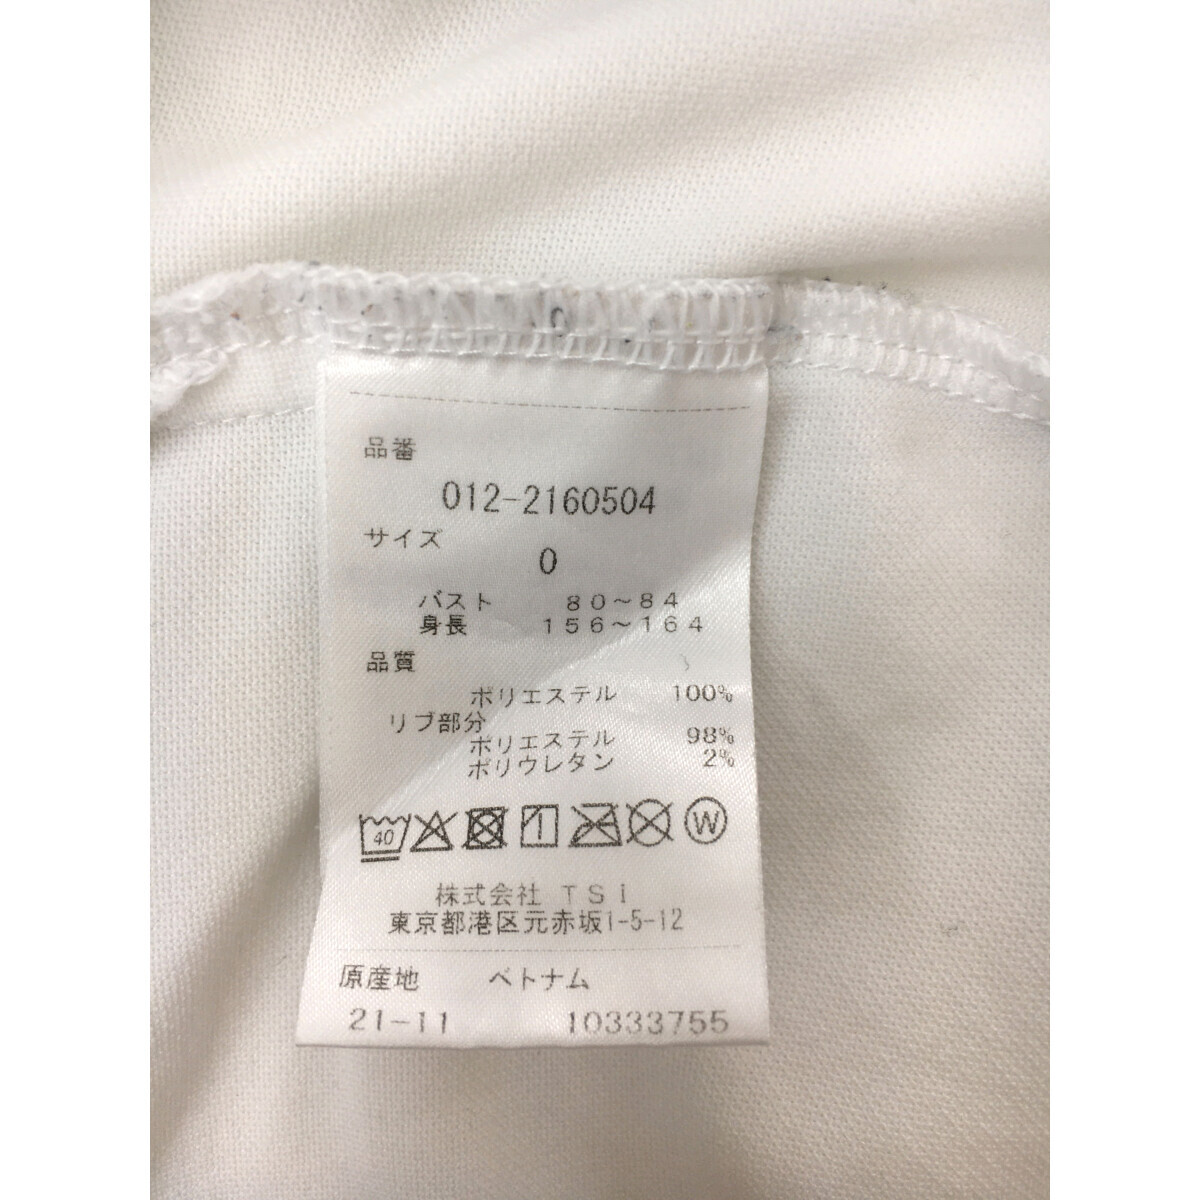 品番
012-2160504
サイズ
0
バスト 80～84
身長 156～164
品質
ポリエステル 100%
リブ部分
ポリエステル 98%
ポリウレタン 2%
40 W
株式会社 TSI
東京都港区元赤坂1-5-12
原産地 ベトナム
21-11 10333755